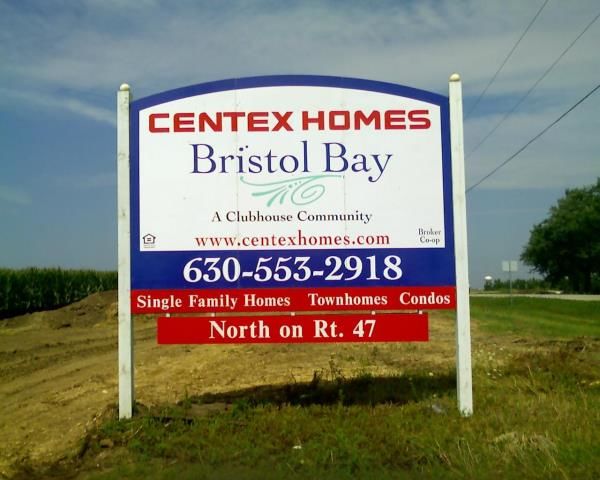 CENTEX HOMES
Bristol Bay
A Clubhouse Community
www.centexhomes.com
Broker
Co-op
630-553-2918
Single Family Homes Townhomes Condos
North on Rt. 47